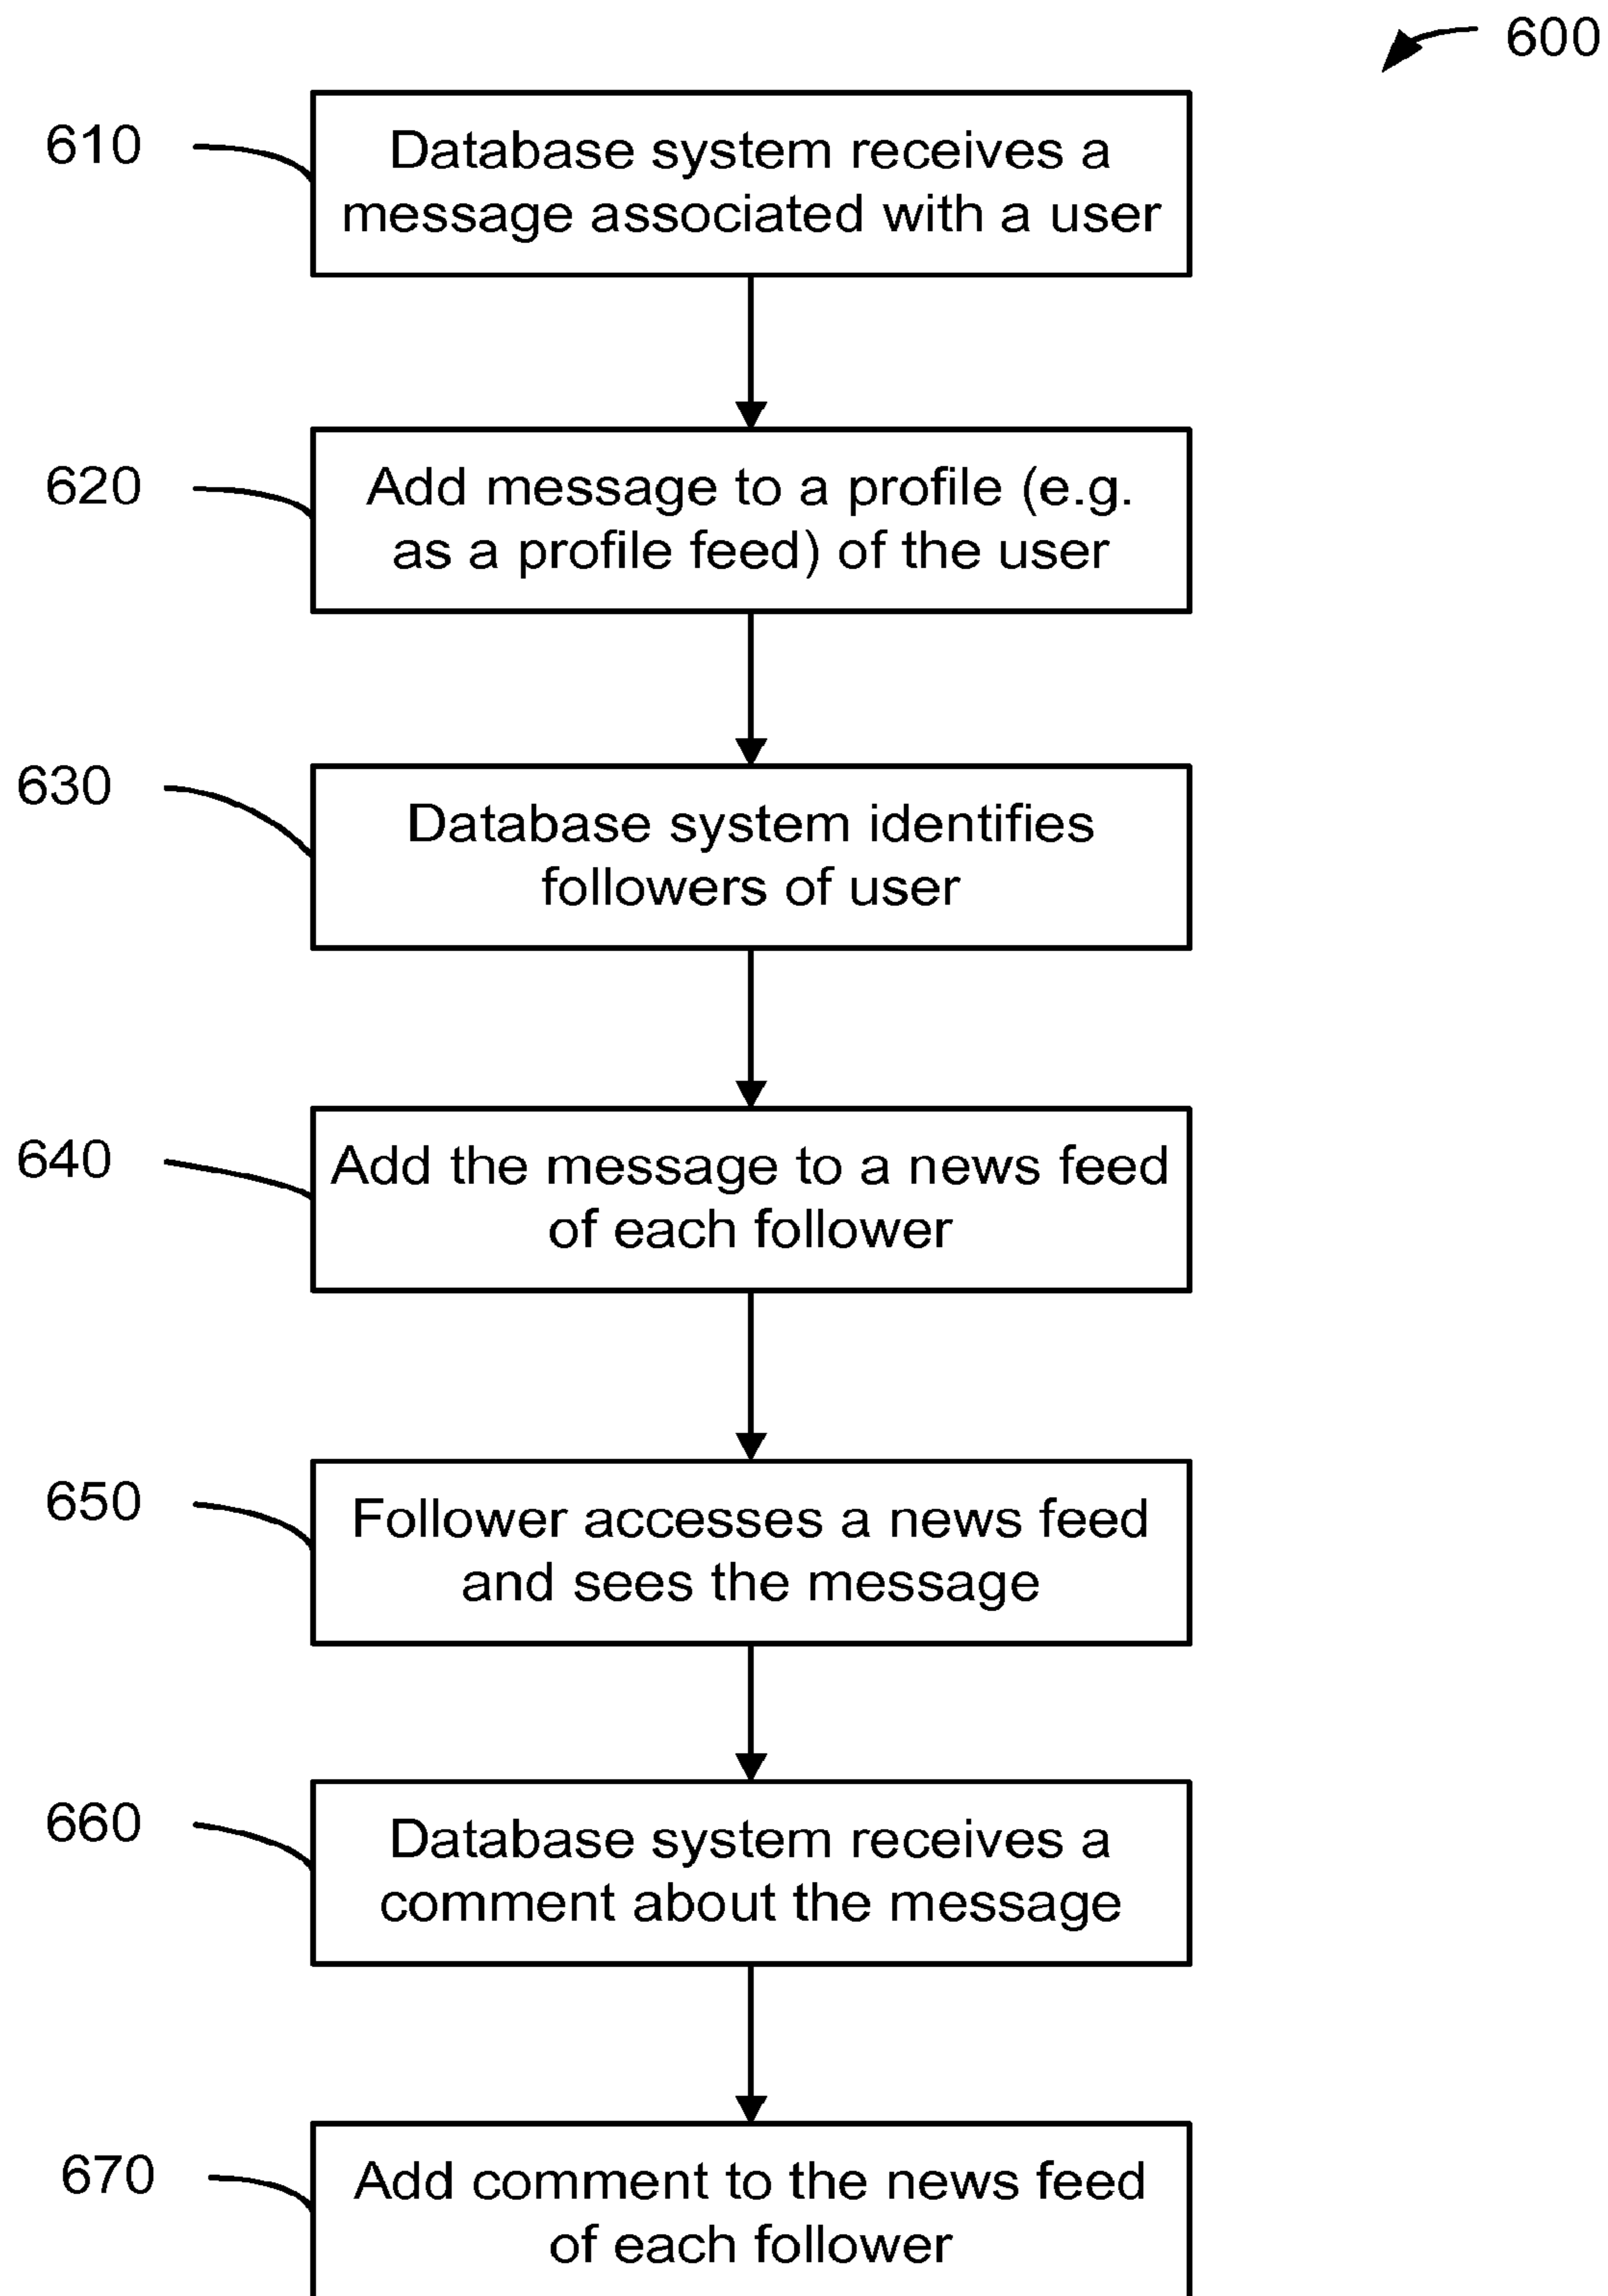 600
610
Database system receives a
message associated with a user
620
Add message to a profile (e.g.
as a profile feed) of the user
630
Database system identifies
followers of user
640
Add the message to a news feed
of each follower
650
Follower accesses a news feed
and sees the message
660
Database system receives a
comment about the message
670
Add comment to the news feed
of each follower